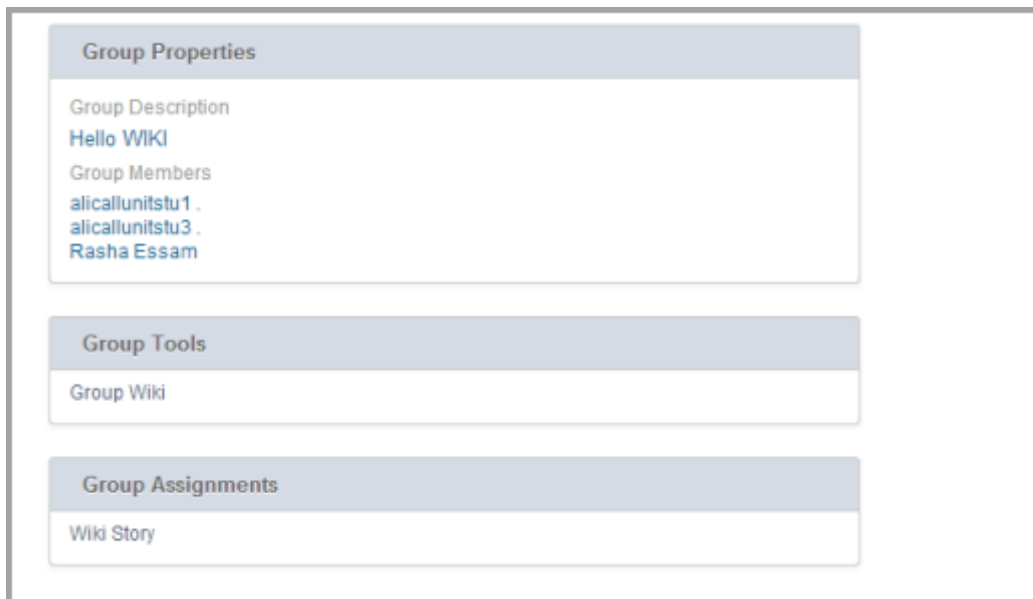 Group Properties
Group Description
Hello WIKI
Group Members
alicallunitstu1 .
alicallunitstu3 .
Rasha Essam
Group Tools
Group Wiki
Group Assignments
Wiki Story